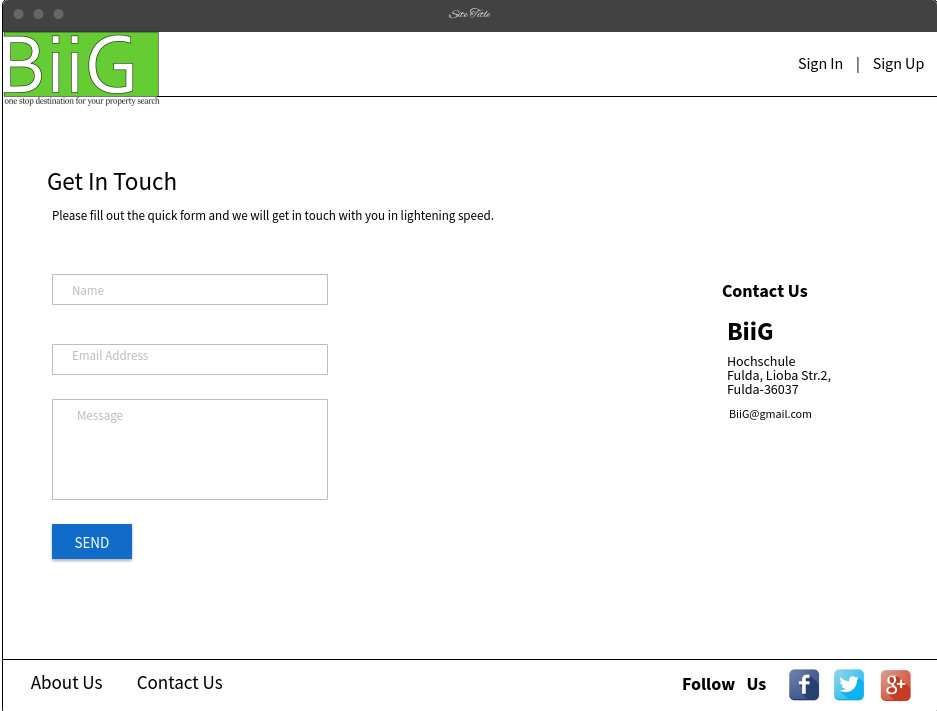 Site Title
BiiG
one stop destination for your property search
Sign In | Sign Up
Get In Touch
Please fill out the quick form and we will get in touch with you in lightening speed.
Name
Email Address
Message
SEND
Contact Us
BiiG
Hochschule
Fulda, Lioba Str.2,
Fulda-36037
BiiG@gmail.com
About Us Contact Us Follow Us f g+